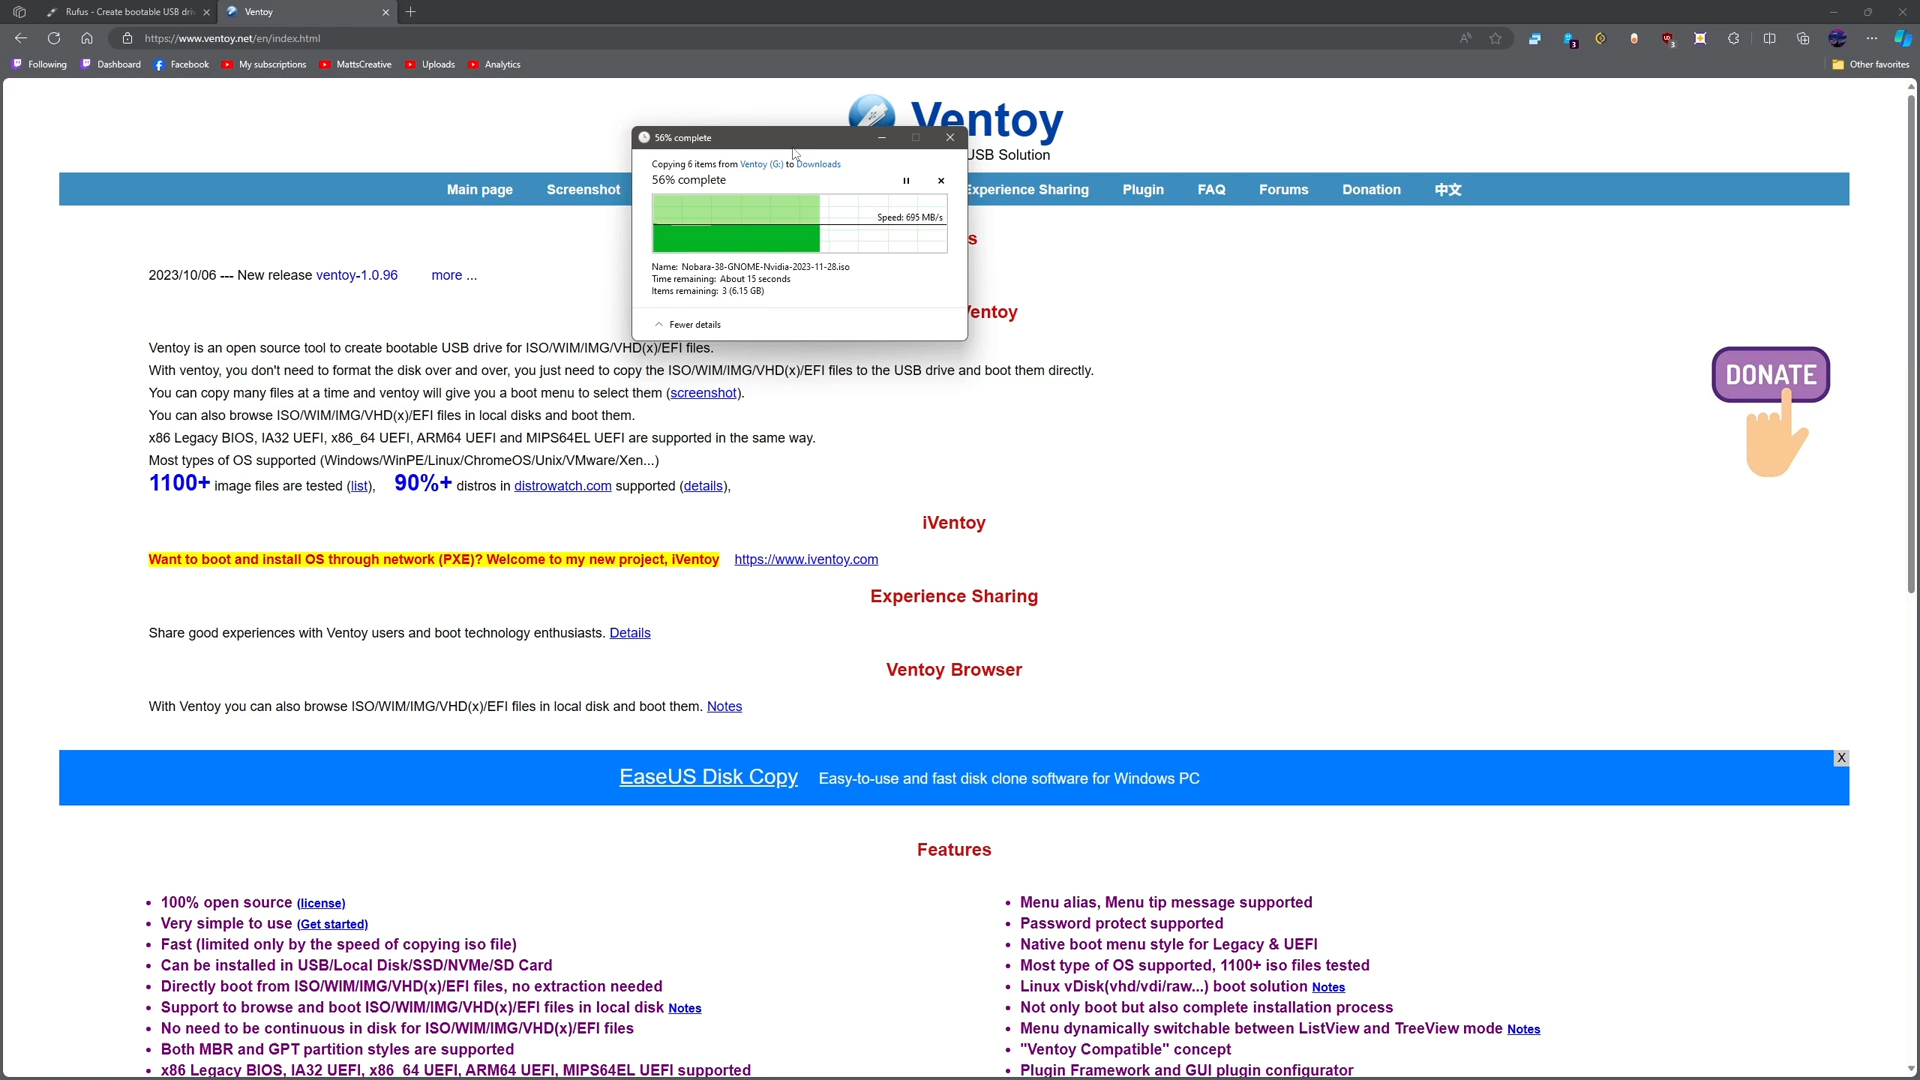 Rufus - Create bootable USB dri
Ventoy
https://www.ventoy.net/en/index.html
Following
Dashboard
Facebook
My subscriptions
MattsCreative
Uploads
Analytics
Other favorites
Ventoy
USB Solution
56% complete
Copying 6 items from Ventoy (G:) to Downloads
56% complete
Speed: 695 MB/s
Name: Nobara-38-GNOME-Nvidia-2023-11-28.iso
Time remaining: About 15 seconds
Items remaining: 3 (6.15 GB)
Fewer details
Main page
Screenshot
Experience Sharing
Plugin
FAQ
Forums
Donation
中文
s
2023/10/06 --- New release ventoy-1.0.96 more ...
Ventoy
Ventoy is an open source tool to create bootable USB drive for ISO/WIM/IMG/VHD(x)/EFI files.
With ventoy, you don't need to format the disk over and over, you just need to copy the ISO/WIM/IMG/VHD(x)/EFI files to the USB drive and boot them directly.
You can copy many files at a time and ventoy will give you a boot menu to select them (screenshot).
You can also browse ISO/WIM/IMG/VHD(x)/EFI files in local disks and boot them.
x86 Legacy BIOS, IA32 UEFI, x86_64 UEFI, ARM64 UEFI and MIPS64EL UEFI are supported in the same way.
Most types of OS supported (Windows/WinPE/Linux/ChromeOS/Unix/VMware/Xen...)
1100+ image files are tested (list), 90%+ distros in distrowatch.com supported (details),
DONATE
iVentoy
Want to boot and install OS through network (PXE)? Welcome to my new project, iVentoy https://www.iventoy.com
Experience Sharing
Share good experiences with Ventoy users and boot technology enthusiasts. Details
Ventoy Browser
With Ventoy you can also browse ISO/WIM/IMG/VHD(x)/EFI files in local disk and boot them. Notes
X
EaseUS Disk Copy Easy-to-use and fast disk clone software for Windows PC
Features
• 100% open source (license)
• Very simple to use (Get started)
• Fast (limited only by the speed of copying iso file)
• Can be installed in USB/Local Disk/SSD/NVMe/SD Card
• Directly boot from ISO/WIM/IMG/VHD(x)/EFI files, no extraction needed
• Support to browse and boot ISO/WIM/IMG/VHD(x)/EFI files in local disk Notes
• No need to be continuous in disk for ISO/WIM/IMG/VHD(x)/EFI files
• Both MBR and GPT partition styles are supported
• x86 Legacy BIOS, IA32 UEFI, x86_64 UEFI, ARM64 UEFI, MIPS64EL UEFI supported
• Menu alias, Menu tip message supported
• Password protect supported
• Native boot menu style for Legacy & UEFI
• Most type of OS supported, 1100+ iso files tested
• Linux vDisk(vhd/vdi/raw...) boot solution Notes
• Not only boot but also complete installation process
• Menu dynamically switchable between ListView and TreeView mode Notes
• "Ventoy Compatible" concept
• Plugin Framework and GUI plugin configurator